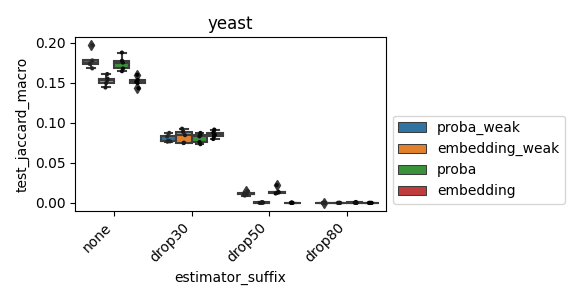 yeast
test_jaccard_macro
0.20
0.15
0.10
0.05
0.00
none
drop30
drop50
drop80
estimator_suffix
proba_weak
embedding_weak
proba
embedding